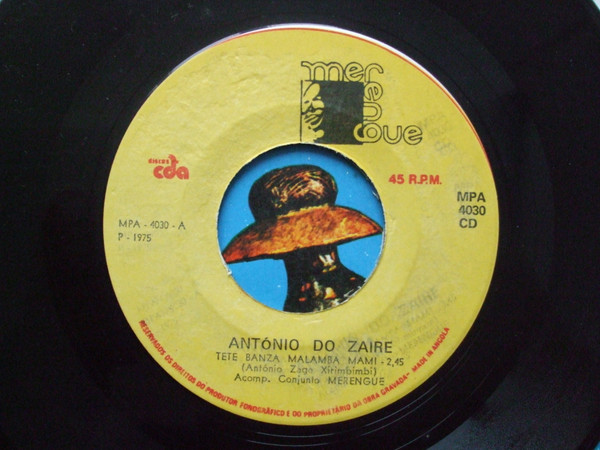 merengue
DISCOS
cda
45 R.P.M.
MPA
4030
CD
MPA - 4030 - A
P - 1975
ANTÓNIO DO ZAIRE
TETE BANZA MALAMBA MAMI - 2,45
(António Zaga Xirimbimbi)
Acomp. Conjunto MERENGUE
RESERVADOS OS DIREITOS DO PRODUTOR FONOGRÁFICO E DO PROPRIETÁRIO DA OBRA GRAVADA - MADE IN ANGOLA